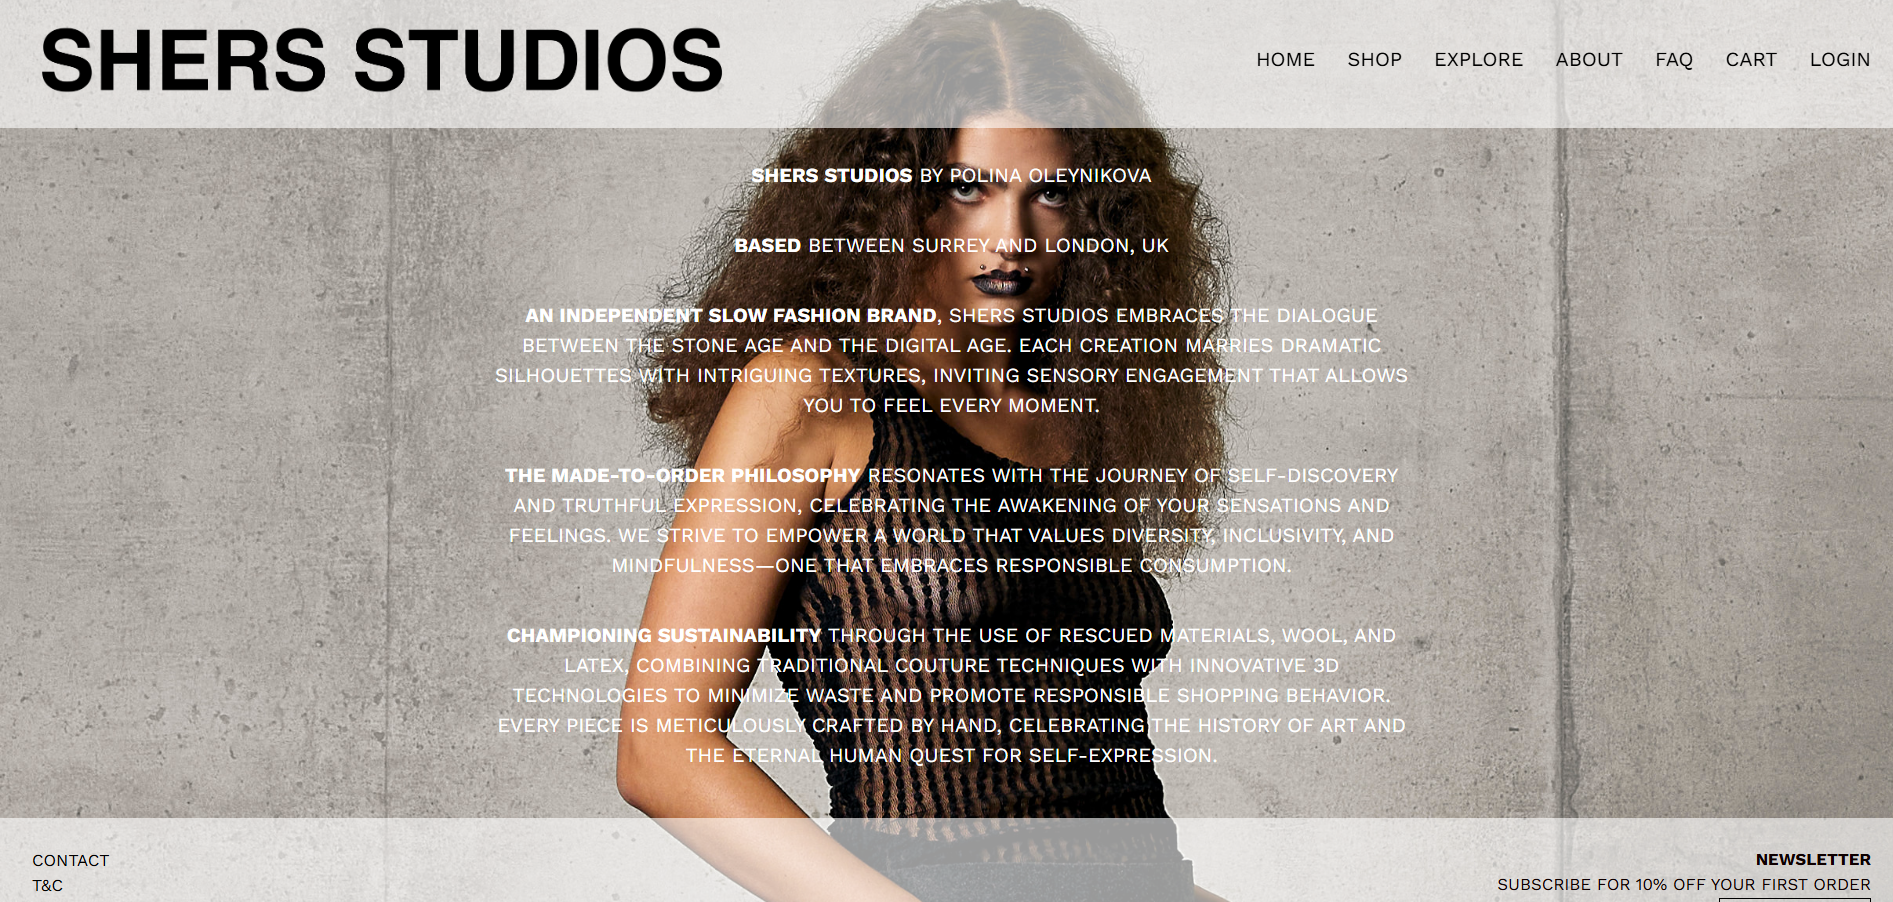 SHERS STUDIOS
HOME SHOP EXPLORE ABOUT FAQ CART LOGIN
SHERS STUDIOS BY POLINA OLEYNIKOVA
BASED BETWEEN SURREY AND LONDON, UK
AN INDEPENDENT SLOW FASHION BRAND, SHERS STUDIOS EMBRACES THE DIALOGUE
BETWEEN THE STONE AGE AND THE DIGITAL AGE. EACH CREATION MARRIES DRAMATIC
SILHOUETTES WITH INTRIGUING TEXTURES, INVITING SENSORY ENGAGEMENT THAT ALLOWS
YOU TO FEEL EVERY MOMENT.
THE MADE-TO-ORDER PHILOSOPHY RESONATES WITH THE JOURNEY OF SELF-DISCOVERY
AND TRUTHFUL EXPRESSION, CELEBRATING THE AWAKENING OF YOUR SENSATIONS AND
FEELINGS. WE STRIVE TO EMPOWER A WORLD THAT VALUES DIVERSITY, INCLUSIVITY, AND
MINDFULNESS—ONE THAT EMBRACES RESPONSIBLE CONSUMPTION.
CHAMPIONING SUSTAINABILITY THROUGH THE USE OF RESCUED MATERIALS, WOOL, AND
LATEX, COMBINING TRADITIONAL COUTURE TECHNIQUES WITH INNOVATIVE 3D
TECHNOLOGIES TO MINIMIZE WASTE AND PROMOTE RESPONSIBLE SHOPPING BEHAVIOR.
EVERY PIECE IS METICULOUSLY CRAFTED BY HAND, CELEBRATING THE HISTORY OF ART AND
THE ETERNAL HUMAN QUEST FOR SELF-EXPRESSION.
CONTACT
T&C
NEWSLETTER
SUBSCRIBE FOR 10% OFF YOUR FIRST ORDER